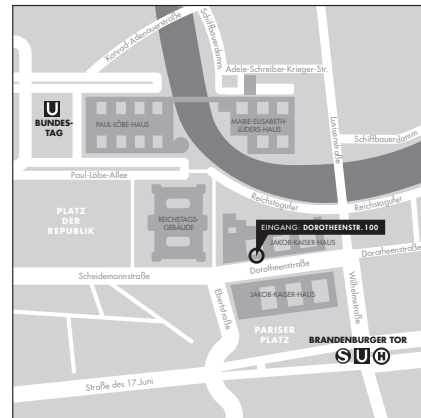 Konrad-Adenauerstraße
Schiffbauerdamm
Adele-Schreiber-Krieger-Str.
U
BUNDES-
TAG
PAUL-LÖBE-HAUS
MARIE-ELISABETH-
LÜDERS-HAUS
Luisenstraße
Schiffbauerdamm
Paul-Löbe-Allee
Reichstagufer
Reichstagufer
PLATZ
DER
REPUBLIK
REICHSTAGS-
GEBÄUDE
EINGANG: DOROTHEENSTR. 100
JAKOB-KAISER-HAUS
Dorotheenstraße
Dorotheenstraße
Scheidemannstraße
Ebertstraße
JAKOB-KAISER-HAUS
Wilhelmstraße
PARISER
PLATZ
BRANDENBURGER TOR
S U H
Straße des 17.Juni